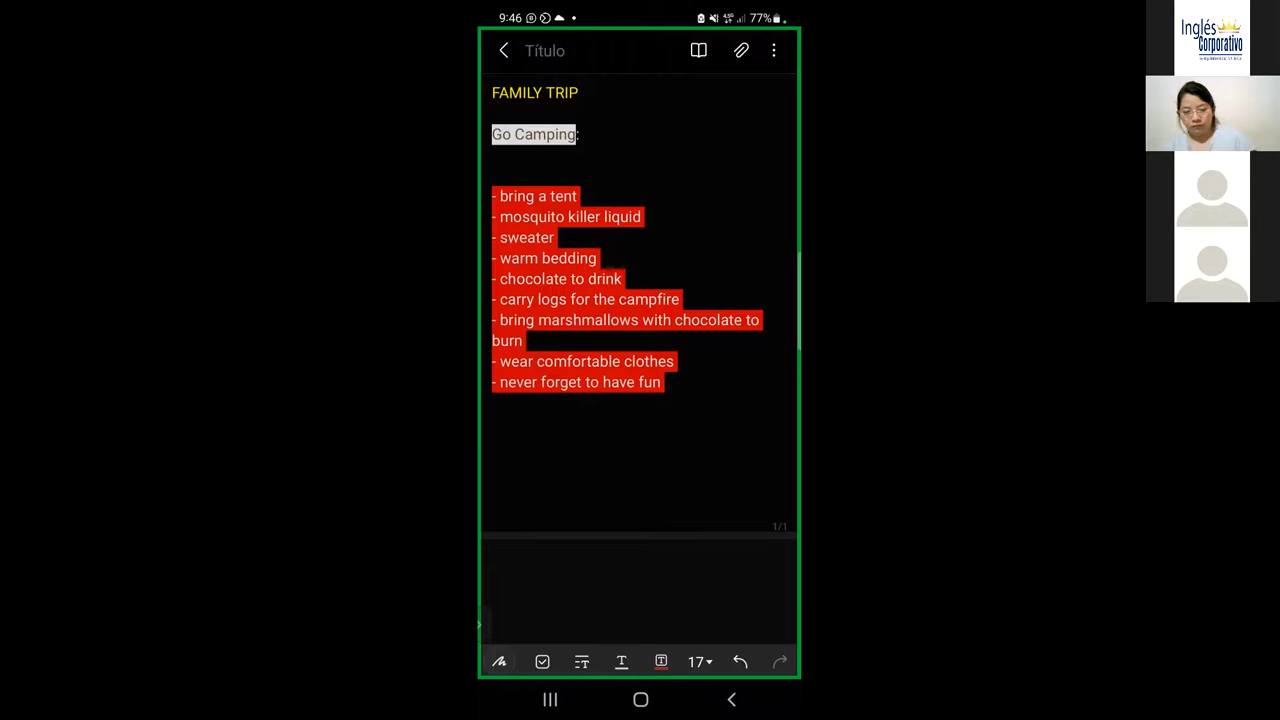 9:46
77%
Título
FAMILY TRIP
Go Camping:
- bring a tent
- mosquito killer liquid
- sweater
- warm bedding
- chocolate to drink
- carry logs for the campfire
- bring marshmallows with chocolate to
burn
- wear comfortable clothes
- never forget to have fun
1/1
17
Inglés
Corporativo